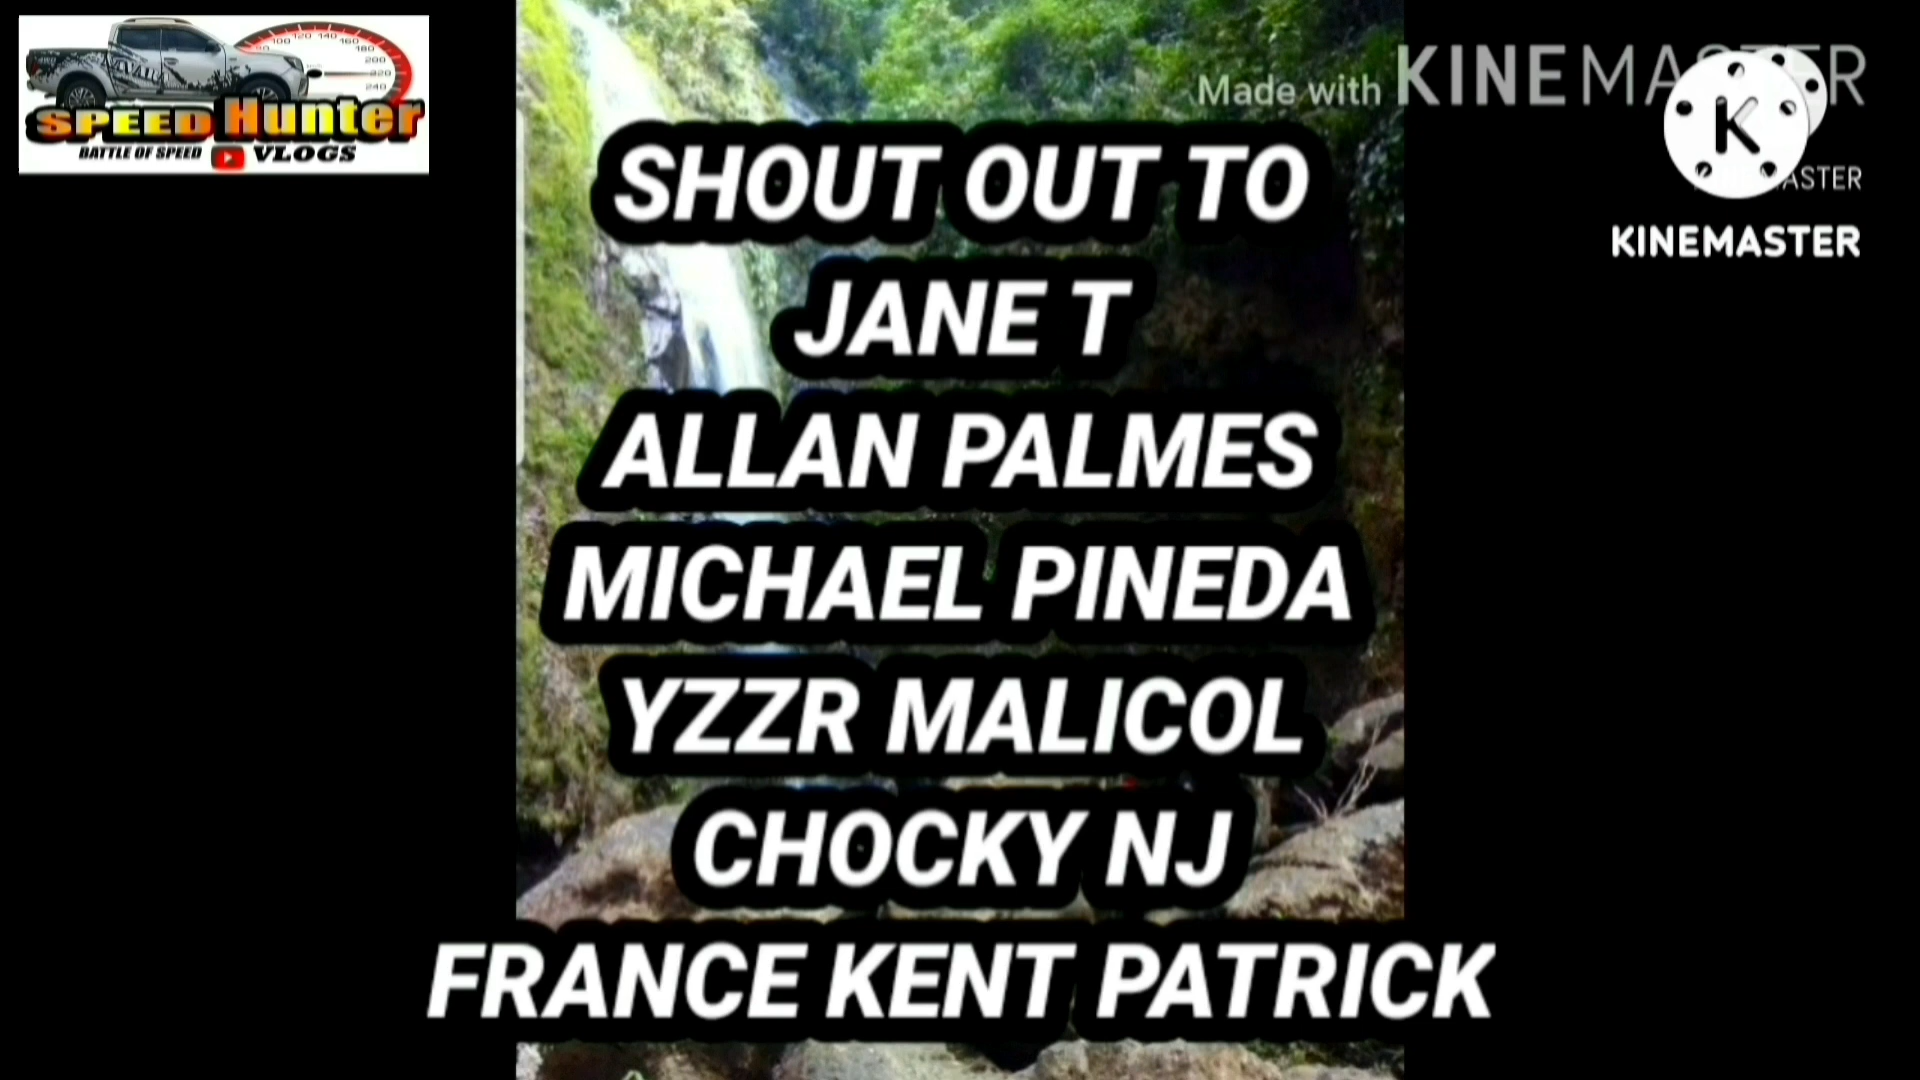 SPEED Hunter
BATTLE OF SPEED VLOGS
Made with KINEMASTER
K
KINEMASTER
SHOUT OUT TO
JANE T
ALLAN PALMES
MICHAEL PINEDA
YZZR MALICOL
CHOCKY NJ
FRANCE KENT PATRICK